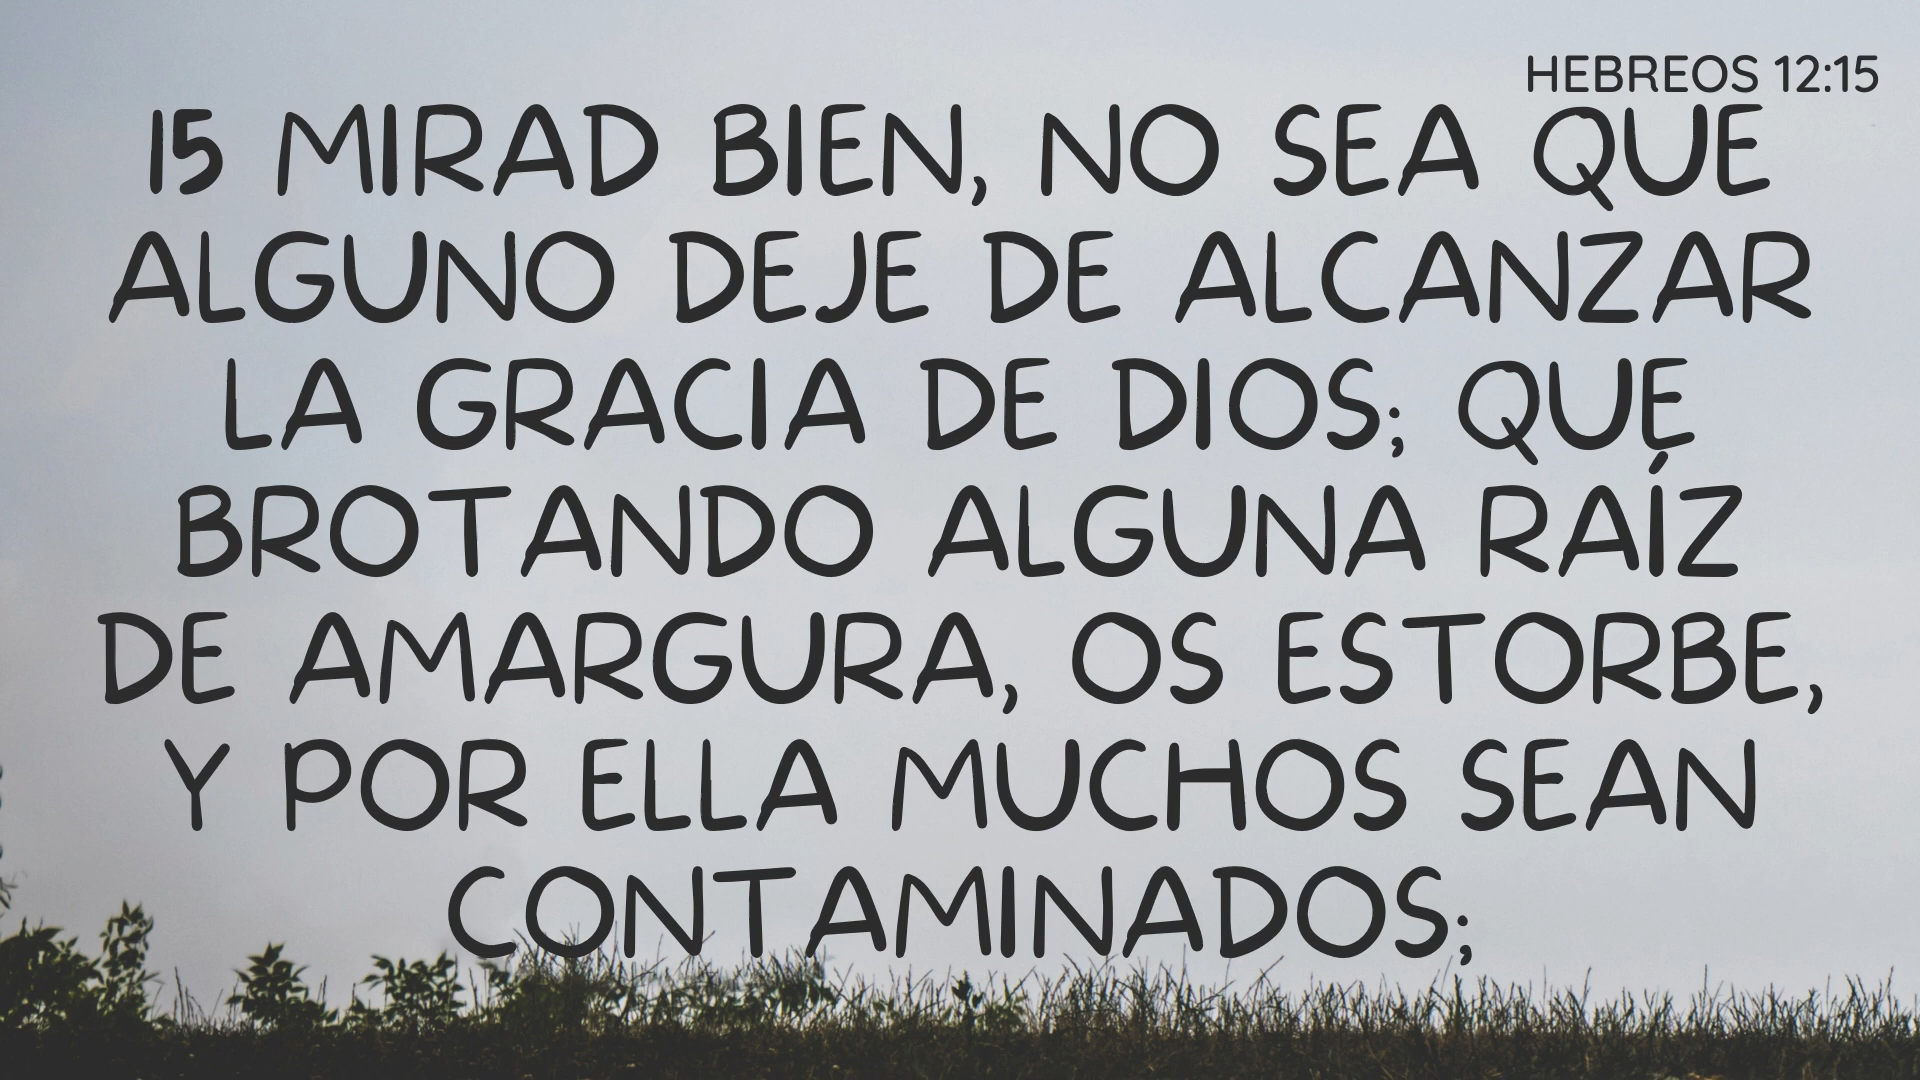 HEBREOS 12:15
15 MIRAD BIEN, NO SEA QUE
ALGUNO DEJE DE ALCANZAR
LA GRACIA DE DIOS; QUE
BROTANDO ALGUNA RAÍZ
DE AMARGURA, OS ESTORBE,
Y POR ELLA MUCHOS SEAN
CONTAMINADOS;